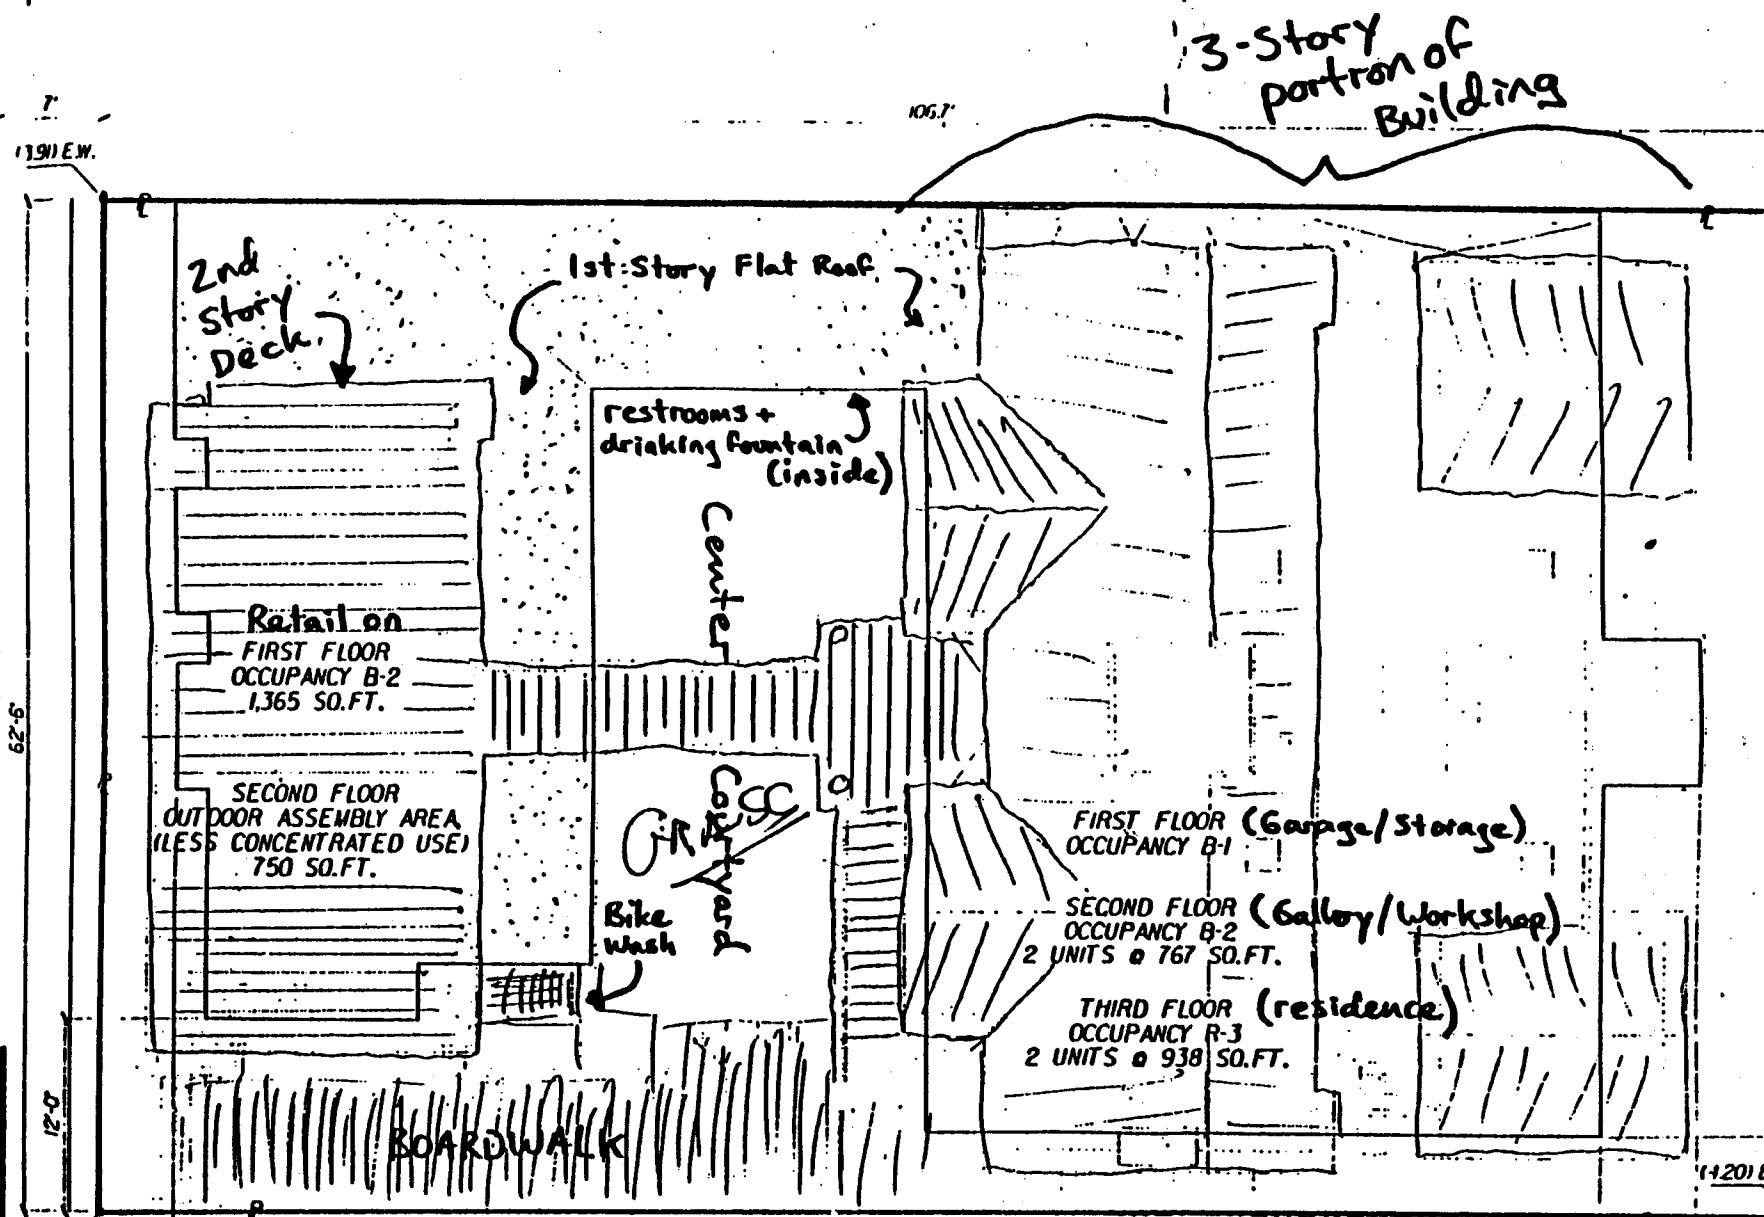 3-Story
portion of
Building
7'
106.7'
(1.91) E.W.
2nd
Story
Deck
1st-Story Flat Roof
restrooms +
drinking fountain
(inside)
Center
Courtyard
Retail on
FIRST FLOOR
OCCUPANCY B-2
1,365 SQ.FT.
62'-6"
SECOND FLOOR
OUTDOOR ASSEMBLY AREA
(LESS CONCENTRATED USE)
750 SQ.FT.
Bike
wash
FIRST FLOOR (Garage/Storage)
OCCUPANCY B-1
SECOND FLOOR (Gallery/Workshop)
OCCUPANCY B-2
2 UNITS @ 767 SQ.FT.
THIRD FLOOR (residence)
OCCUPANCY R-3
2 UNITS @ 938 SQ.FT.
12'-0"
BOARDWALK